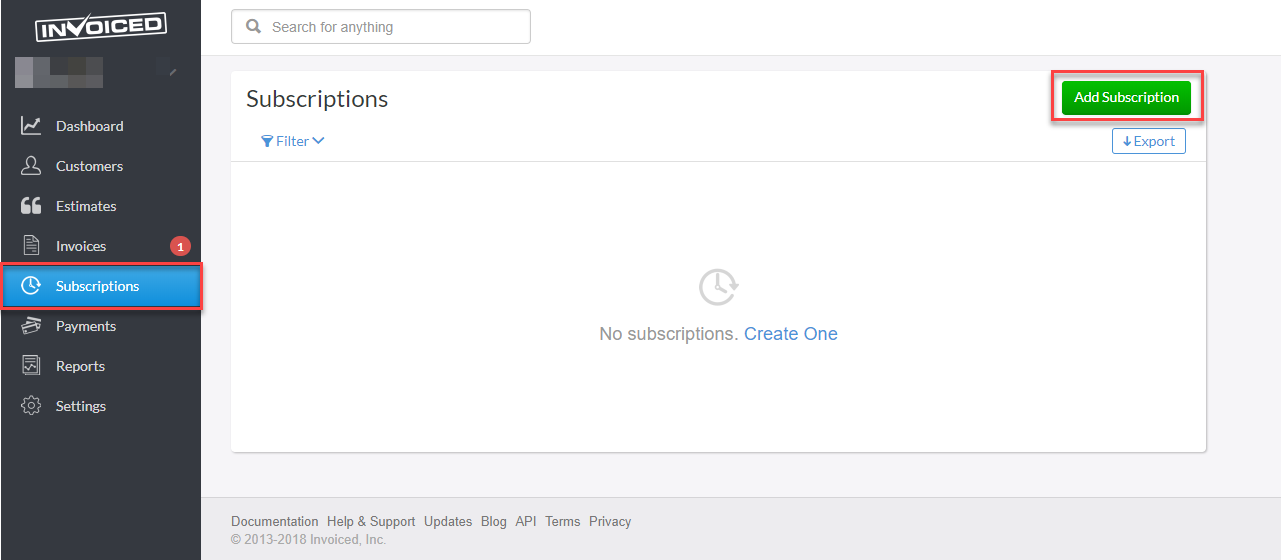 INVOICED
Search for anything
Subscriptions
Add Subscription
Filter
Export
Dashboard
Customers
Estimates
Invoices 1
Subscriptions
Payments
Reports
Settings
No subscriptions. Create One
Documentation Help & Support Updates Blog API Terms Privacy
© 2013-2018 Invoiced, Inc.